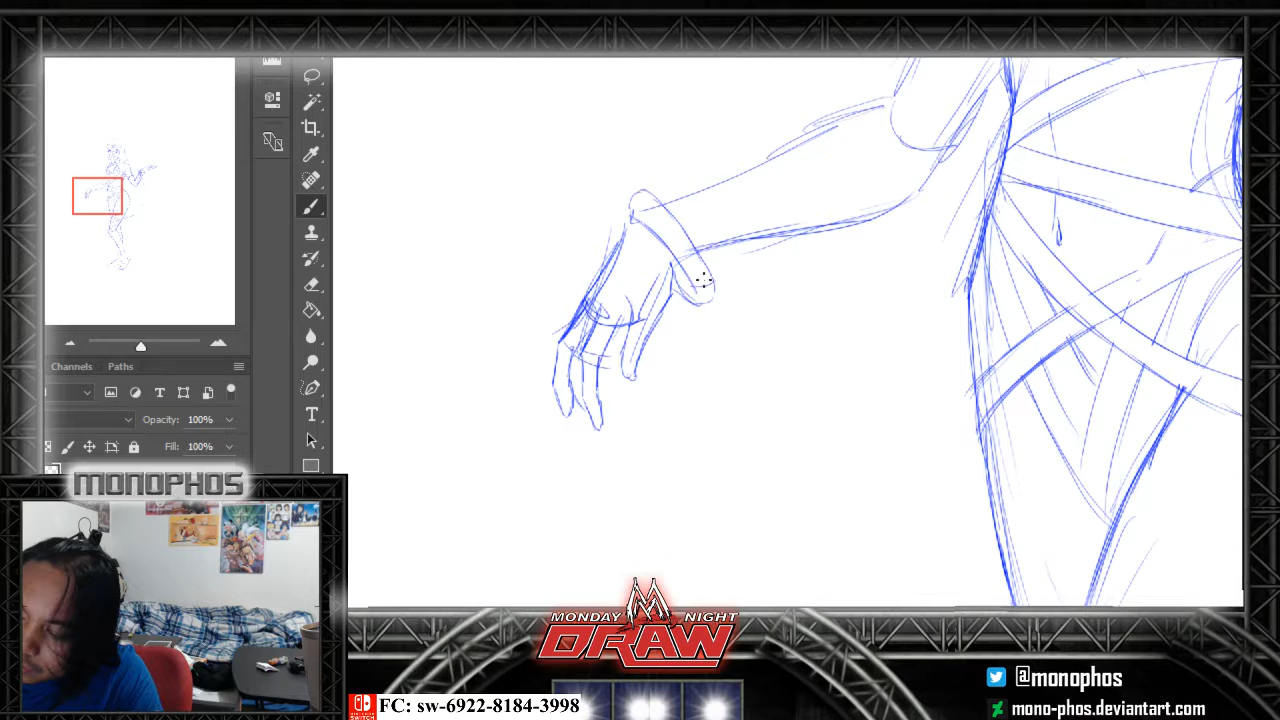 Channels Paths
Opacity: 100%
Fill: 100%
MONOPHOS
MONDAY NIGHT
DRAW
FC: sw-6922-8184-3998
@monophos
mono-phos.deviantart.com